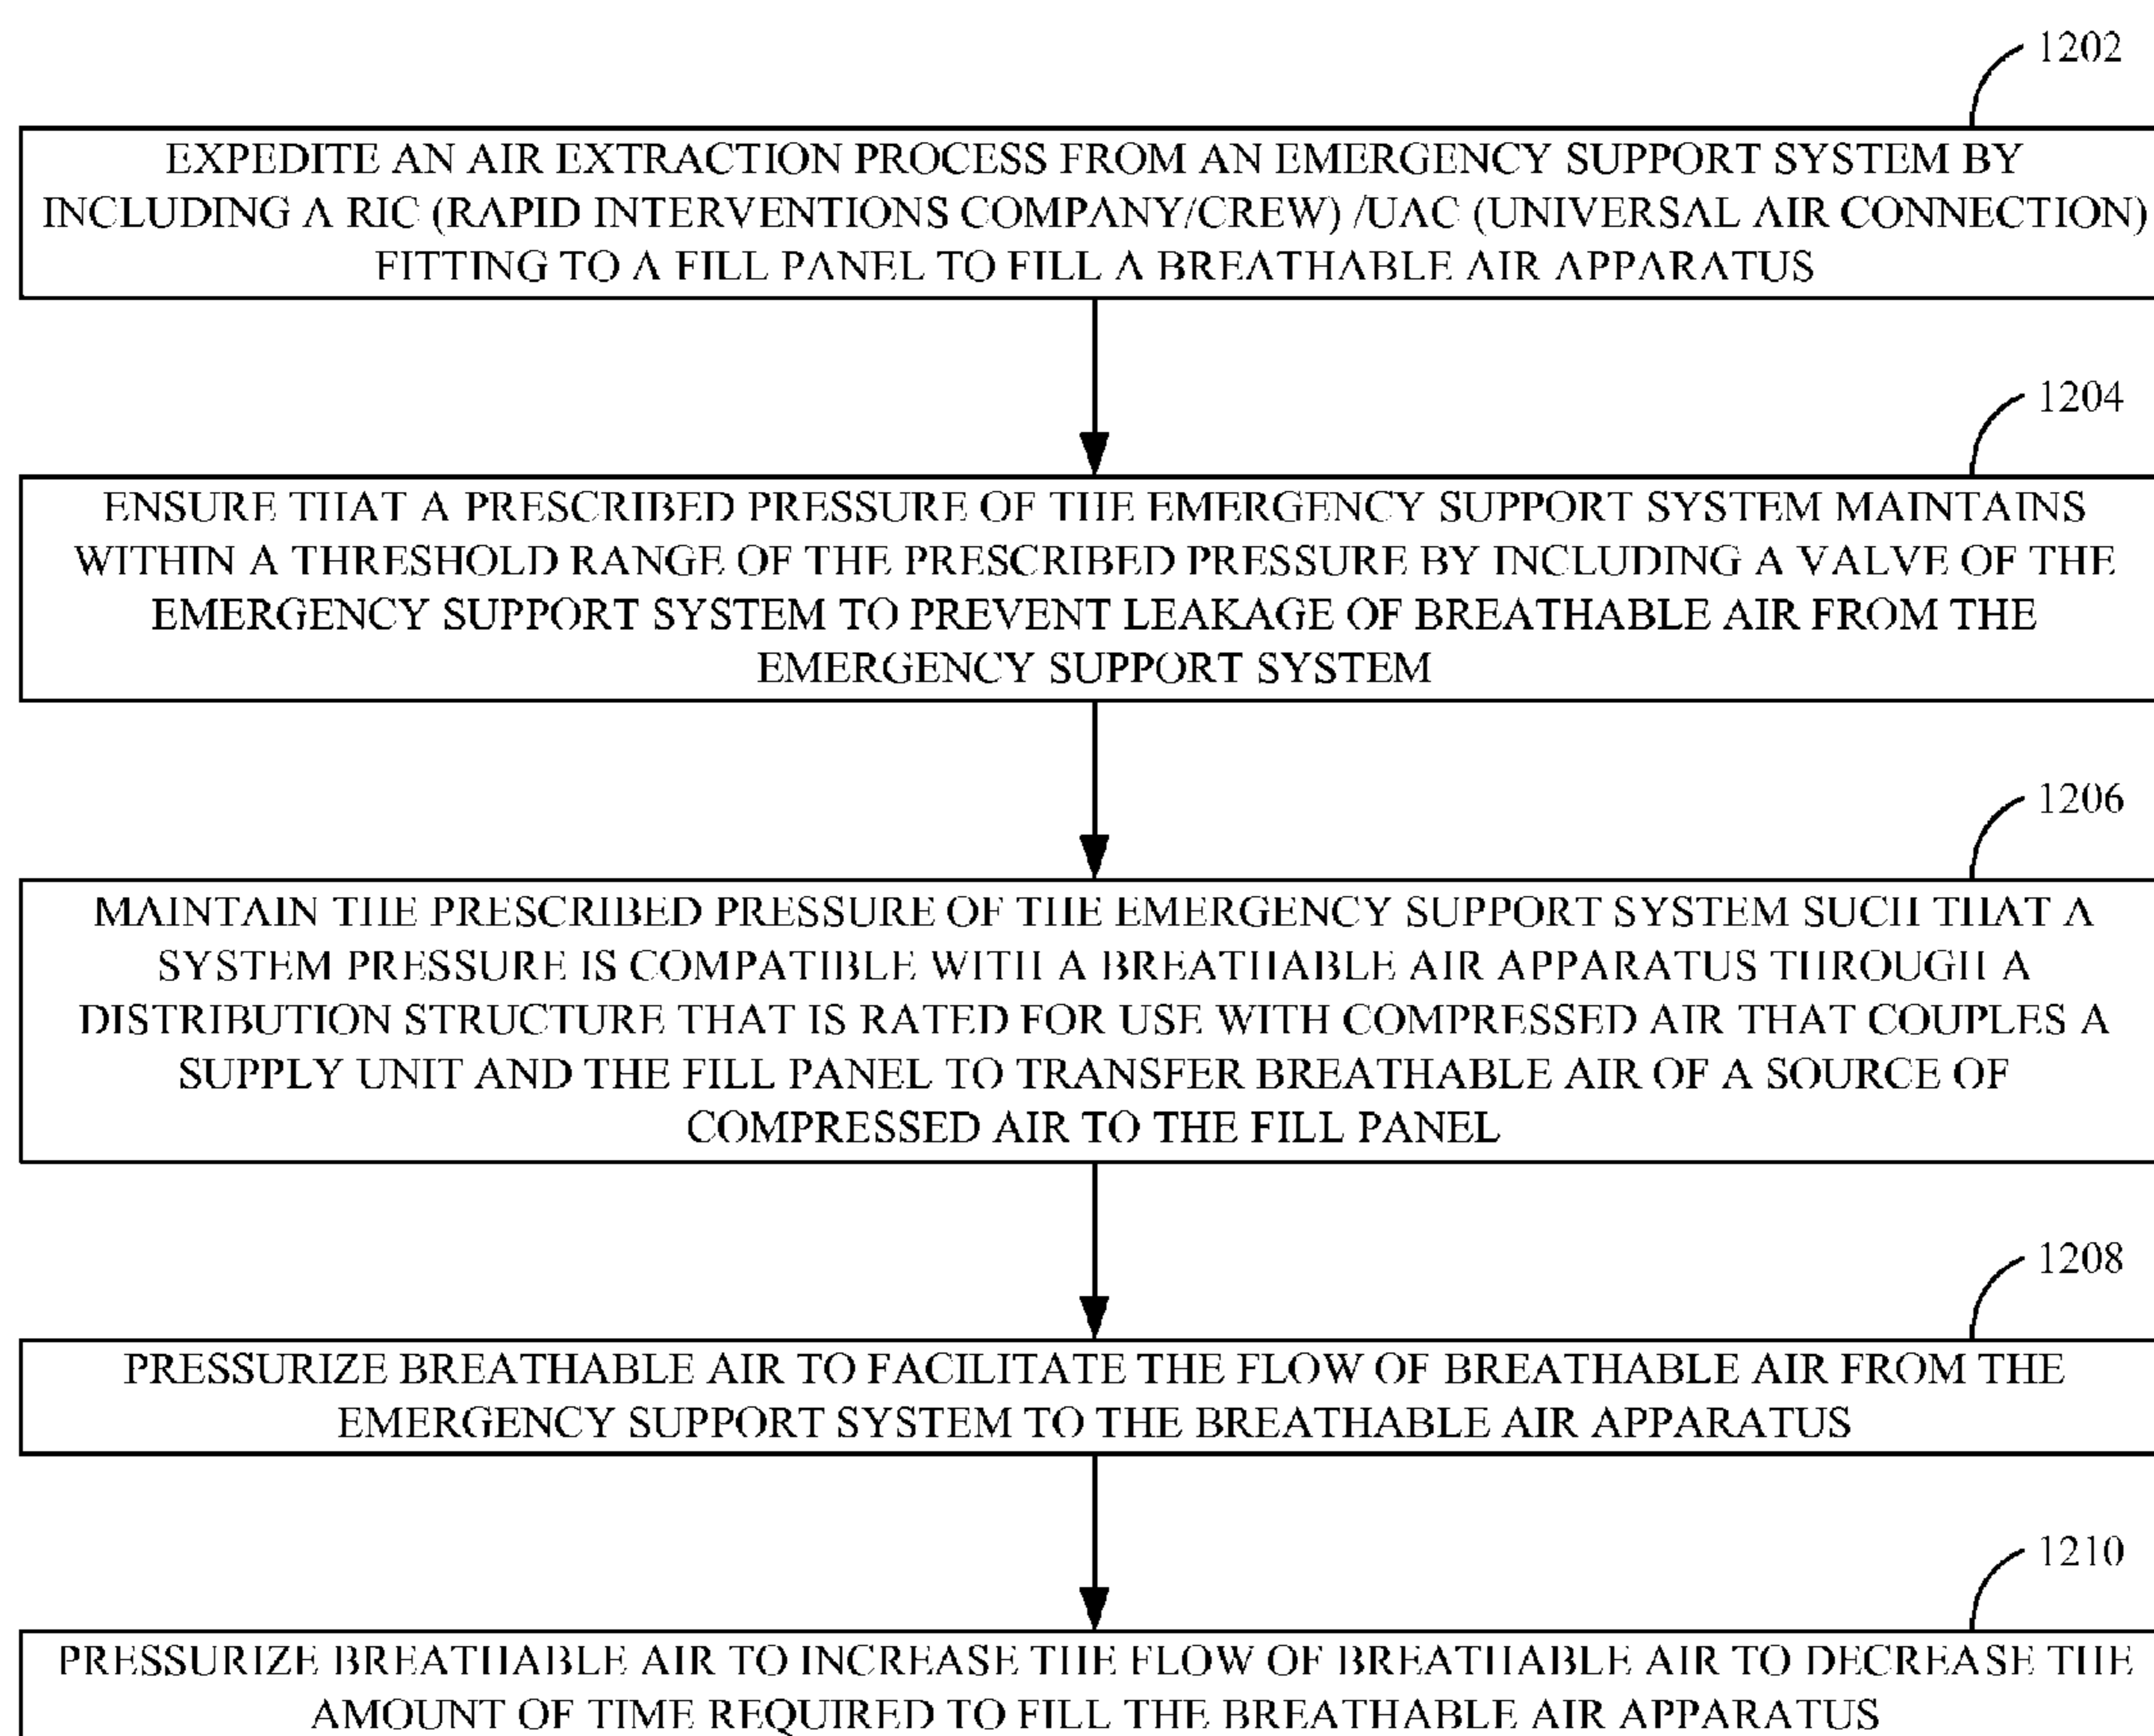 1202
EXPEDITE AN AIR EXTRACTION PROCESS FROM AN EMERGENCY SUPPORT SYSTEM BY
INCLUDING A RIC (RAPID INTERVENTIONS COMPANY/CREW) /UAC (UNIVERSAL AIR CONNECTION)
FITTING TO A FILL PANEL TO FILL A BREATHABLE AIR APPARATUS
1204
ENSURE THAT A PRESCRIBED PRESSURE OF THE EMERGENCY SUPPORT SYSTEM MAINTAINS
WITHIN A THRESHOLD RANGE OF THE PRESCRIBED PRESSURE BY INCLUDING A VALVE OF THE
EMERGENCY SUPPORT SYSTEM TO PREVENT LEAKAGE OF BREATHABLE AIR FROM THE
EMERGENCY SUPPORT SYSTEM
1206
MAINTAIN THE PRESCRIBED PRESSURE OF THE EMERGENCY SUPPORT SYSTEM SUCH THAT A
SYSTEM PRESSURE IS COMPATIBLE WITH A BREATHABLE AIR APPARATUS THROUGH A
DISTRIBUTION STRUCTURE THAT IS RATED FOR USE WITH COMPRESSED AIR THAT COUPLES A
SUPPLY UNIT AND THE FILL PANEL TO TRANSFER BREATHABLE AIR OF A SOURCE OF
COMPRESSED AIR TO THE FILL PANEL
1208
PRESSURIZE BREATHABLE AIR TO FACILITATE THE FLOW OF BREATHABLE AIR FROM THE
EMERGENCY SUPPORT SYSTEM TO THE BREATHABLE AIR APPARATUS
1210
PRESSURIZE BREATHABLE AIR TO INCREASE THE FLOW OF BREATHABLE AIR TO DECREASE THE
AMOUNT OF TIME REQUIRED TO FILL THE BREATHABLE AIR APPARATUS